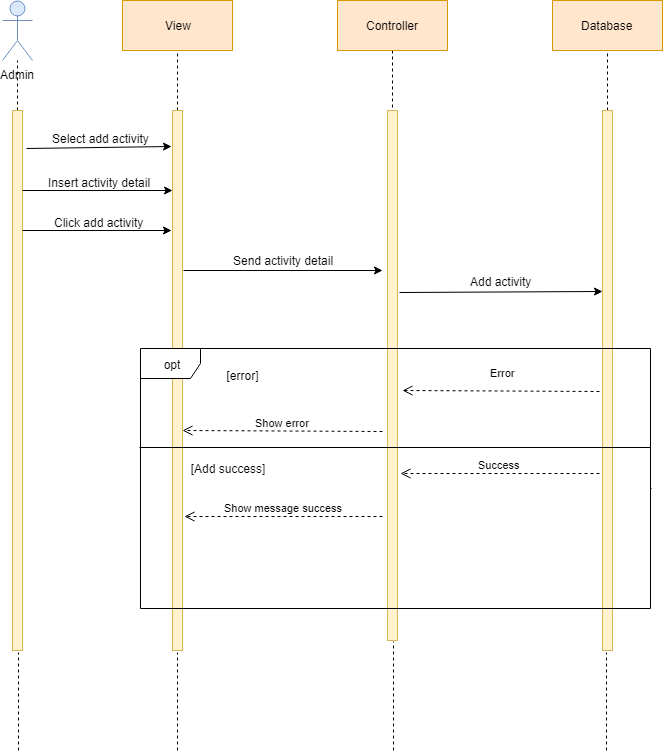 View
Controller
Database
Admin
Select add activity
Insert activity detail
Click add activity
Send activity detail
Add activity
opt
[error]
Error
Show error
[Add success]
Success
Show message success